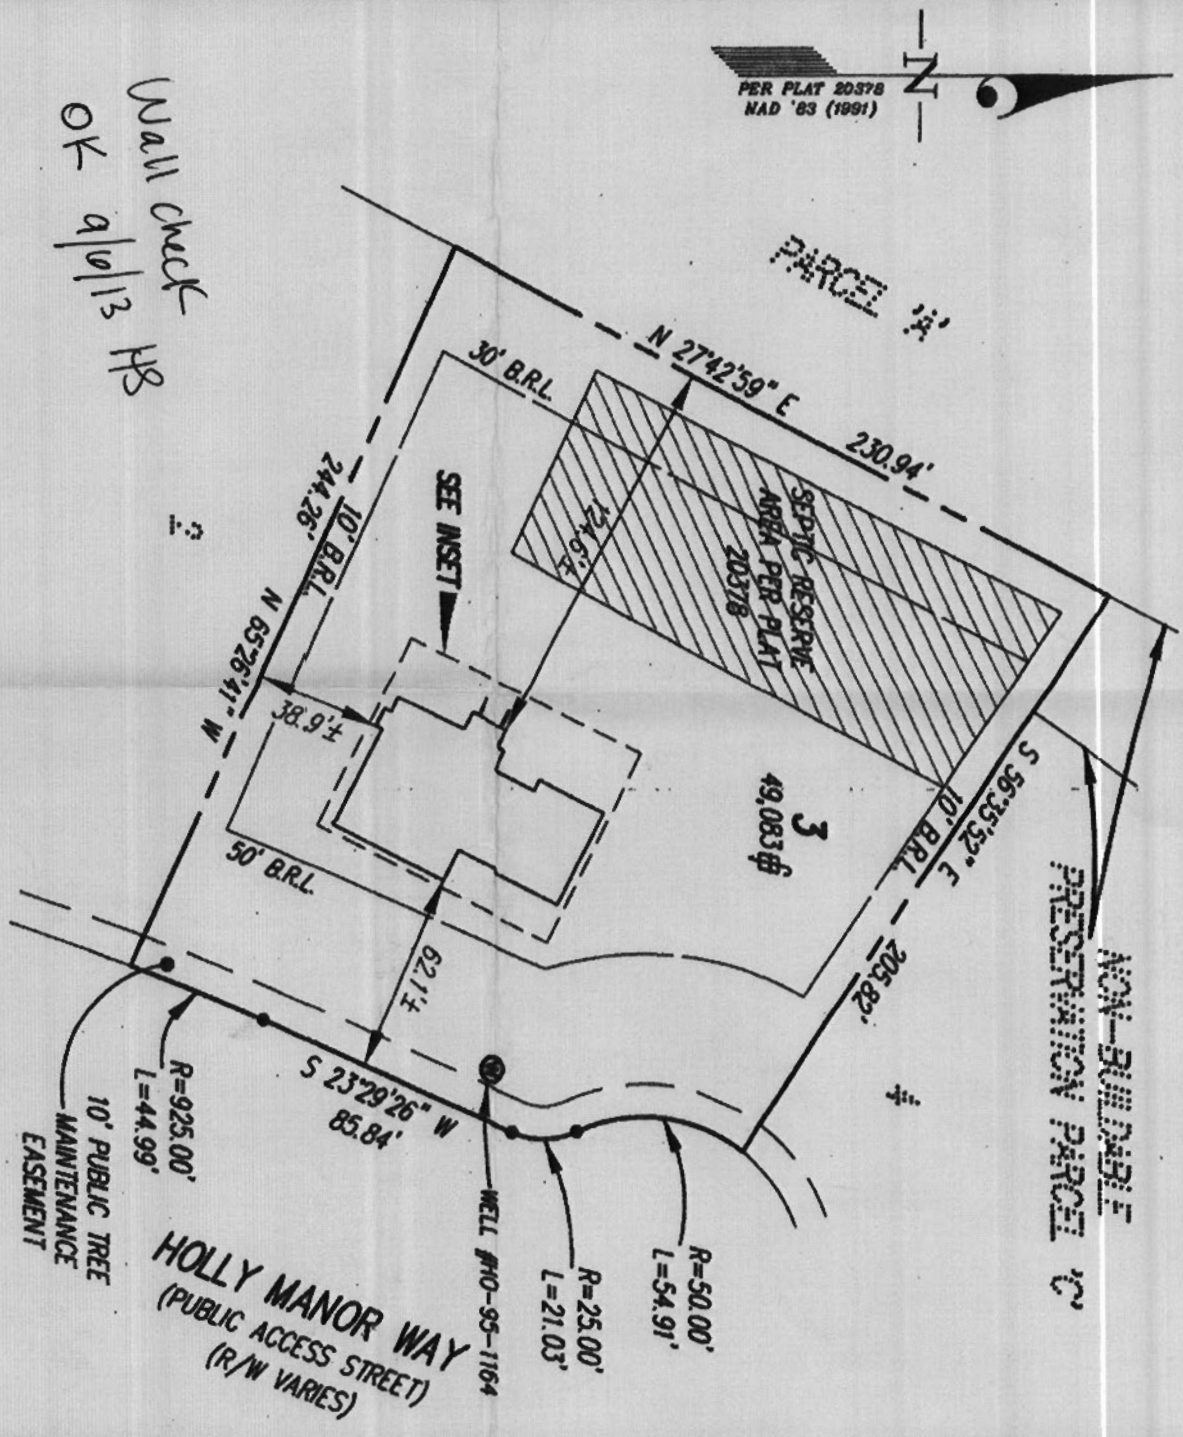 N
PER PLAT 20378
NAD '83 (1991)
Wall check
OK 9/6/13 HS
PARCEL 'A'
N 27°42'59" E
230.94'
30' B.R.L.
SEPTIC RESERVE
AREA PER PLAT
20378
124.6'±
SEE INSET
244.26'
10' B.R.L.
N 65°26'41" W
2
38.9'±
3
49,083
S 56°35'52" E
10' B.R.L.
205.82'
NON-BUILDABLE
PRESERVATION PARCEL 'C'
4
50' B.R.L.
62.1'±
S 23°29'26" W
85.84'
R=925.00'
L=44.99'
10' PUBLIC TREE
MAINTENANCE
EASEMENT
W
WELL #HO-95-1164
R=25.00'
L=21.03'
R=50.00'
L=54.91'
HOLLY MANOR WAY
(PUBLIC ACCESS STREET)
(R/W VARIES)